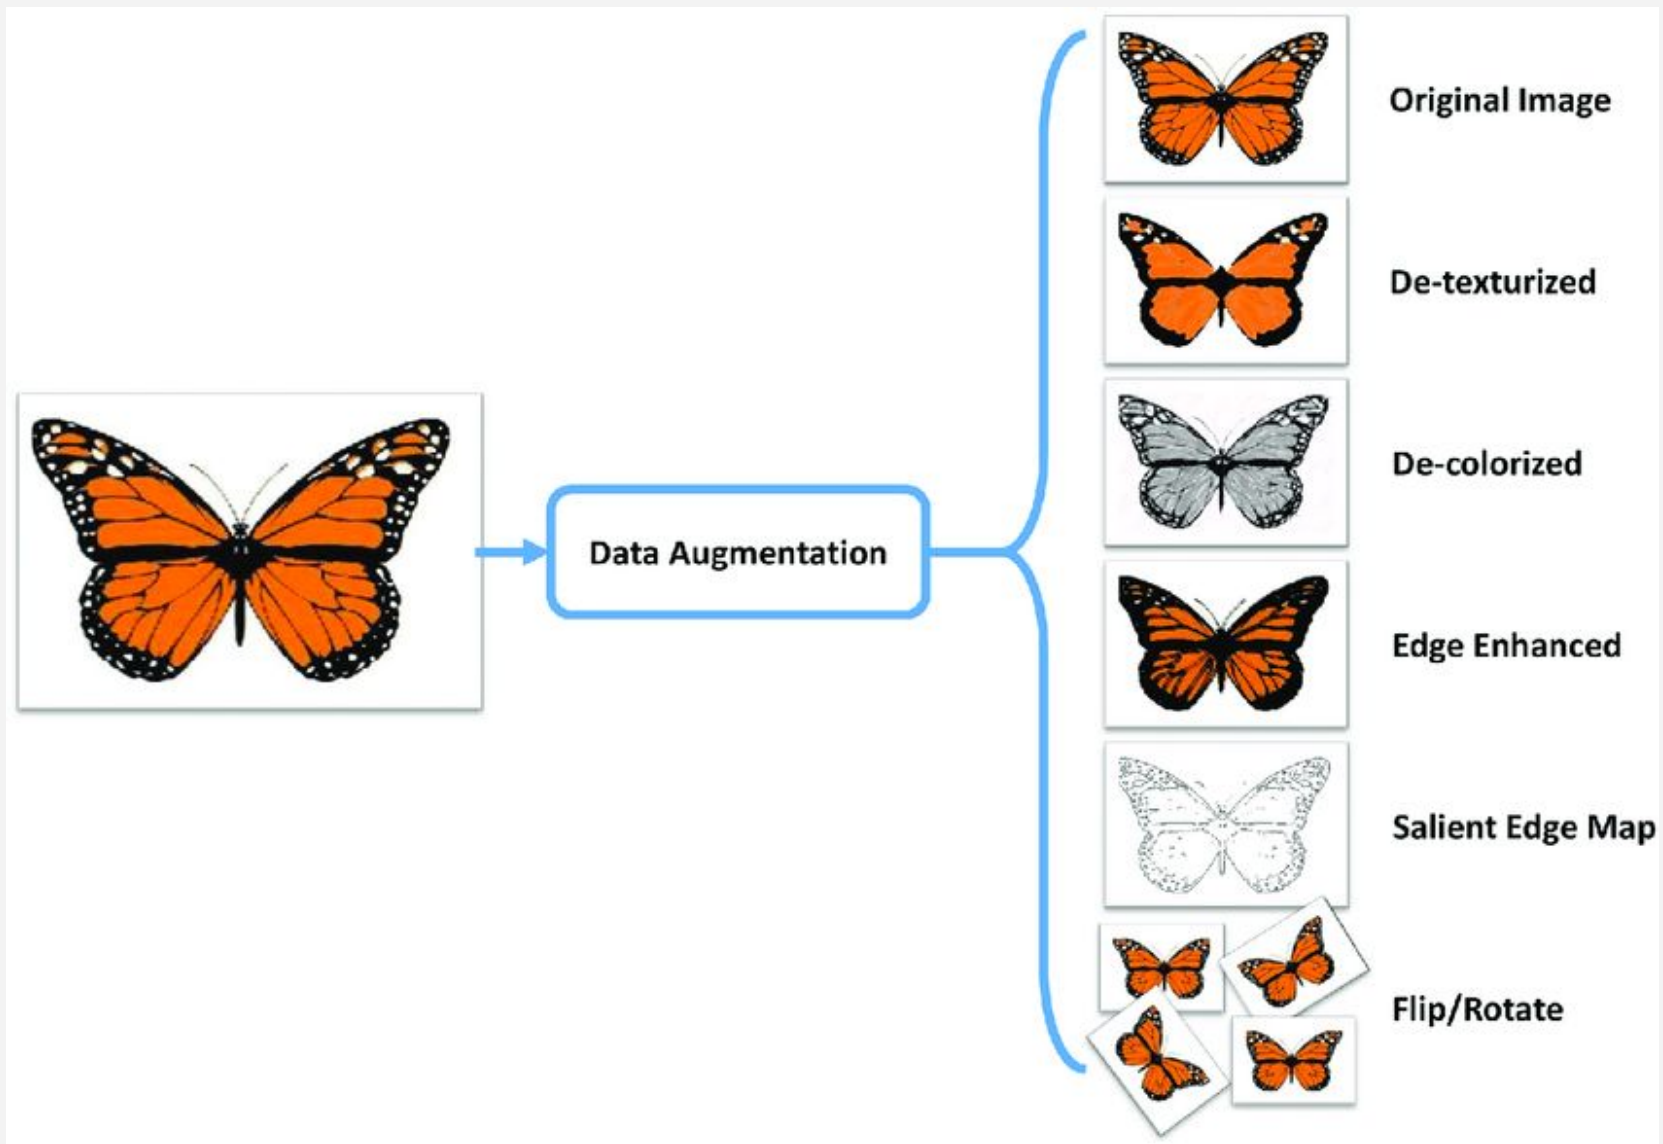 Original Image
De-texturized
De-colorized
Data Augmentation
Edge Enhanced
Salient Edge Map
Flip/Rotate